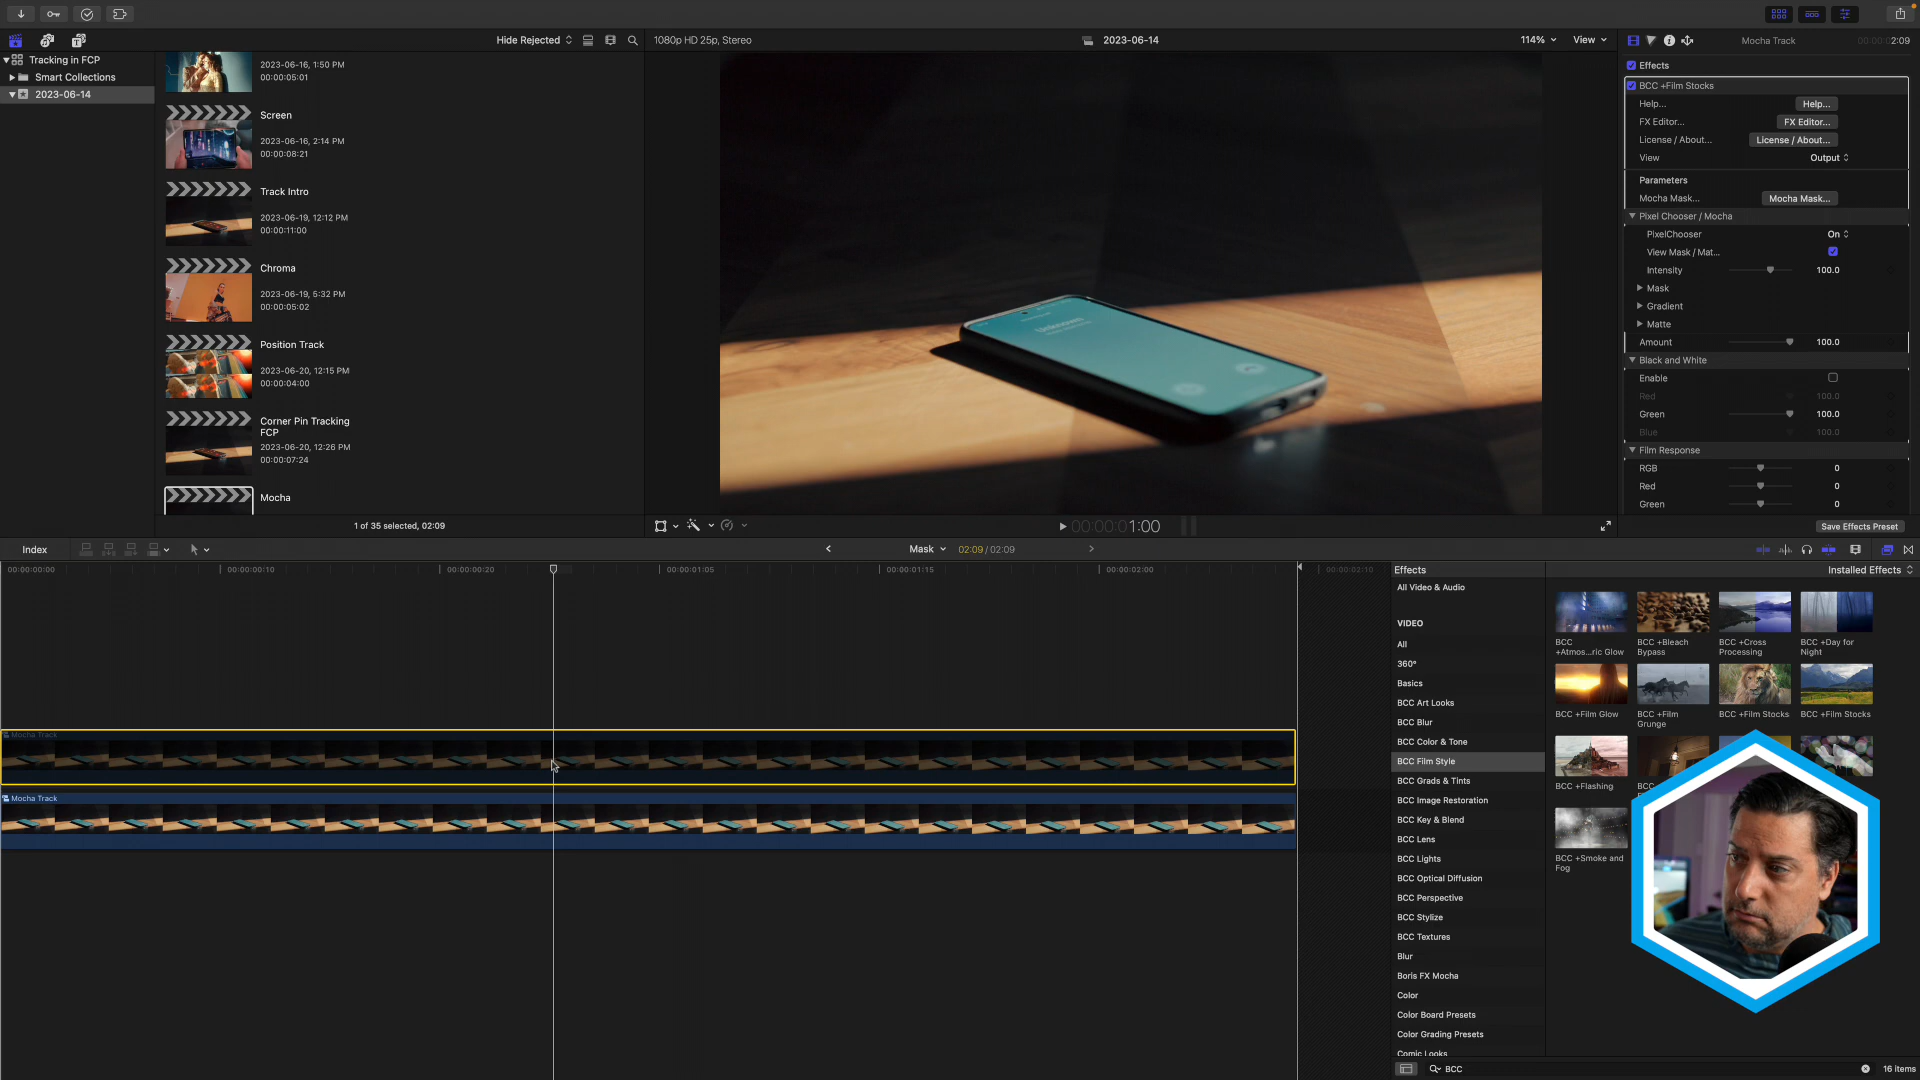 Hide Rejected
1080p HD 25p, Stereo
2023-06-14
114%
View
Mocha Track
00:00:00:02:09
Tracking in FCP
Smart Collections
2023-06-14
2023-06-16, 1:50 PM
00:00:05:01
Screen
2023-06-16, 2:14 PM
00:00:08:21
Track Intro
2023-06-19, 12:12 PM
00:00:11:00
Chroma
2023-06-19, 5:32 PM
00:00:05:02
Position Track
2023-06-20, 12:15 PM
00:00:04:00
Corner Pin Tracking
FCP
2023-06-20, 12:26 PM
00:00:07:24
Mocha
1 of 35 selected, 02:09
Unknown
00:00:01:00
Effects
BCC +Film Stocks
Help...
Help...
FX Editor...
FX Editor...
License / About...
License / About...
View
Output
Parameters
Mocha Mask...
Mocha Mask...
Pixel Chooser / Mocha
PixelChooser
On
View Mask / Mat...
Intensity
100.0
Mask
Gradient
Matte
Amount
100.0
Black and White
Enable
Red
100.0
Green
100.0
Blue
100.0
Film Response
RGB
0
Red
0
Green
0
Save Effects Preset
Index
Mask
02:09 / 02:09
00:00:00:00
00:00:00:10
00:00:00:20
00:00:01:05
00:00:01:15
00:00:02:00
00:00:02:10
Mocha Track
Mocha Track
Effects
Installed Effects
All Video & Audio
VIDEO
All
360°
Basics
BCC Art Looks
BCC Blur
BCC Color & Tone
BCC Film Style
BCC Grads & Tints
BCC Image Restoration
BCC Key & Blend
BCC Lens
BCC Lights
BCC Optical Diffusion
BCC Perspective
BCC Stylize
BCC Textures
Blur
Boris FX Mocha
Color
Color Board Presets
Color Grading Presets
Comic Looks
BCC
+Atmos...ric Glow
BCC +Bleach
Bypass
BCC +Cross
Processing
BCC +Day for
Night
BCC +Film Glow
BCC +Film
Grunge
BCC +Film Stocks
BCC +Film Stocks
BCC +Flashing
BCC
BCC +Smoke and
Fog
BCC
16 items